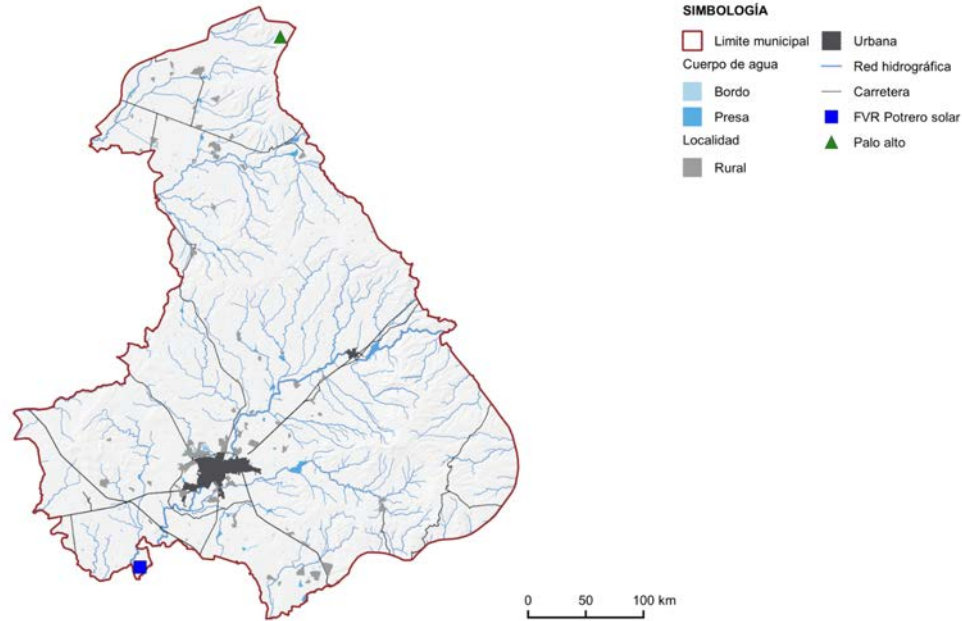 SIMBOLOGÍA
Limite municipal
Cuerpo de agua
Bordo
Presa
Localidad
Rural
Urbana
Red hidrográfica
Carretera
FVR Potrero solar
Palo alto
0 50 100 km